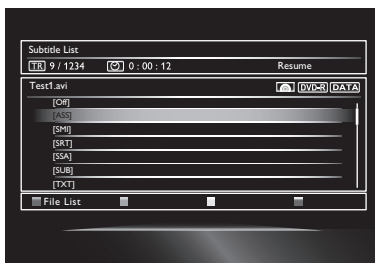 Subtitle List
TR 9 / 1234 0 : 00 : 12 Resume
Test1.avi DVD-R DATA
[Off]
[ASS]
[SMI]
[SRT]
[SSA]
[SUB]
[TXT]
File List